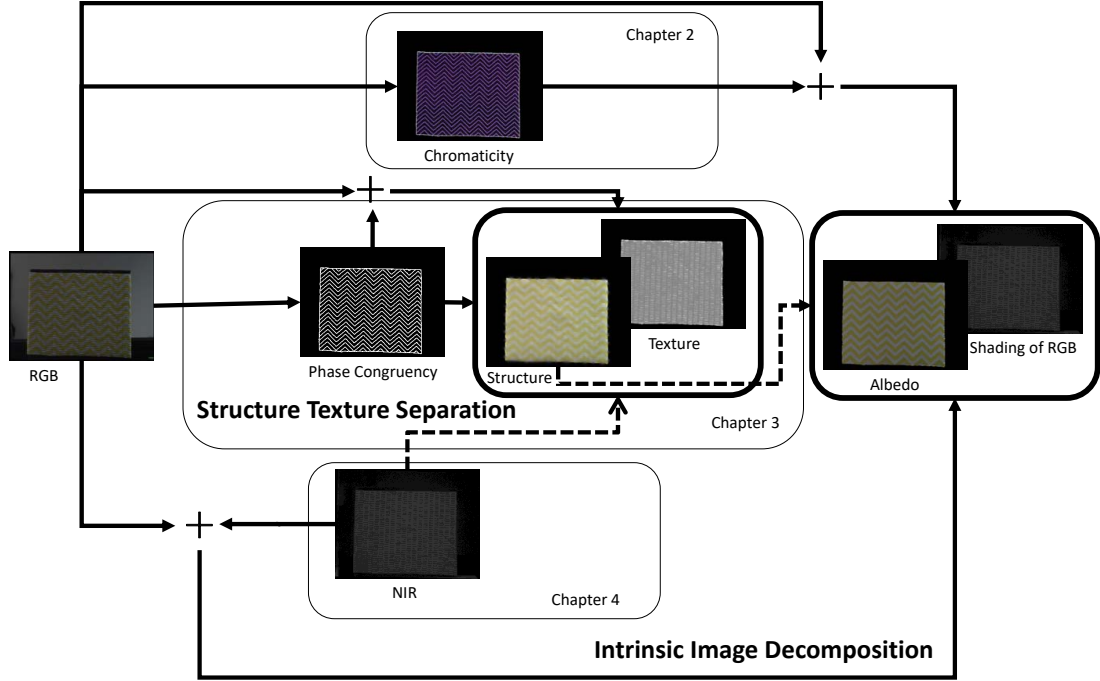 Chapter 2
Chromaticity
RGB
Phase Congruency
Structure
Texture
Structure Texture Separation
Chapter 3
Albedo
Shading of RGB
NIR
Chapter 4
Intrinsic Image Decomposition